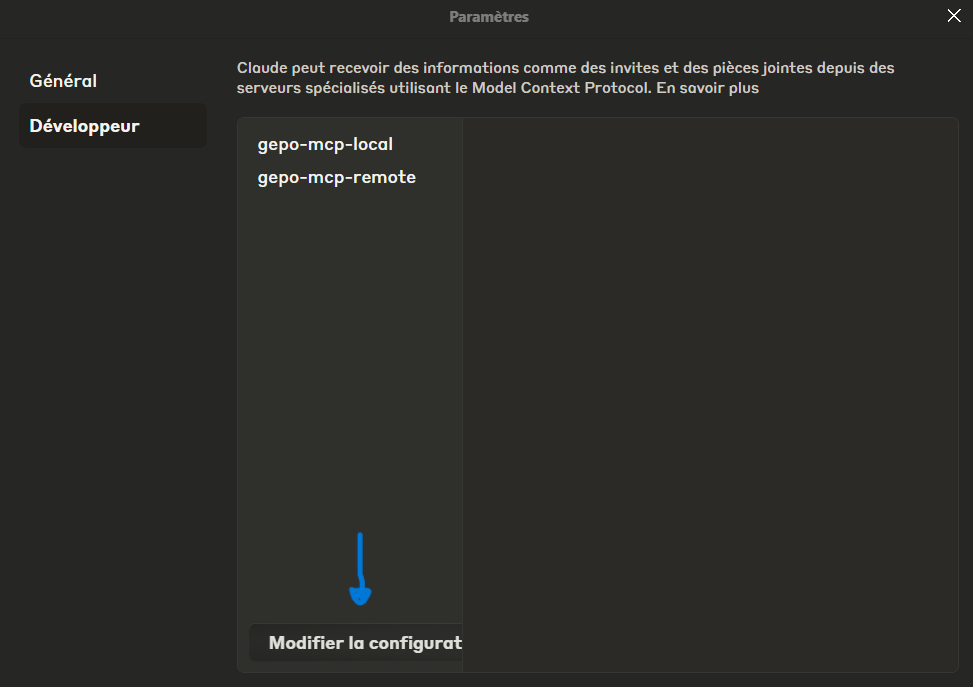 Paramètres
Général
Développeur
Claude peut recevoir des informations comme des invites et des pièces jointes depuis des
serveurs spécialisés utilisant le Model Context Protocol. En savoir plus
gepo-mcp-local
gepo-mcp-remote
Modifier la configurat